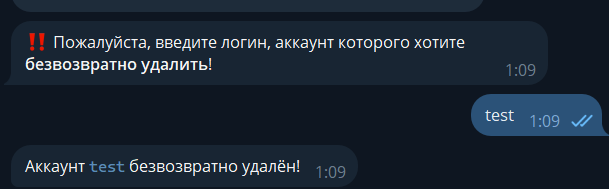 ‼️ Пожалуйста, введите логин, аккаунт которого хотите
безвозвратно удалить!
1:09
test 1:09
Аккаунт test безвозвратно удалён! 1:09